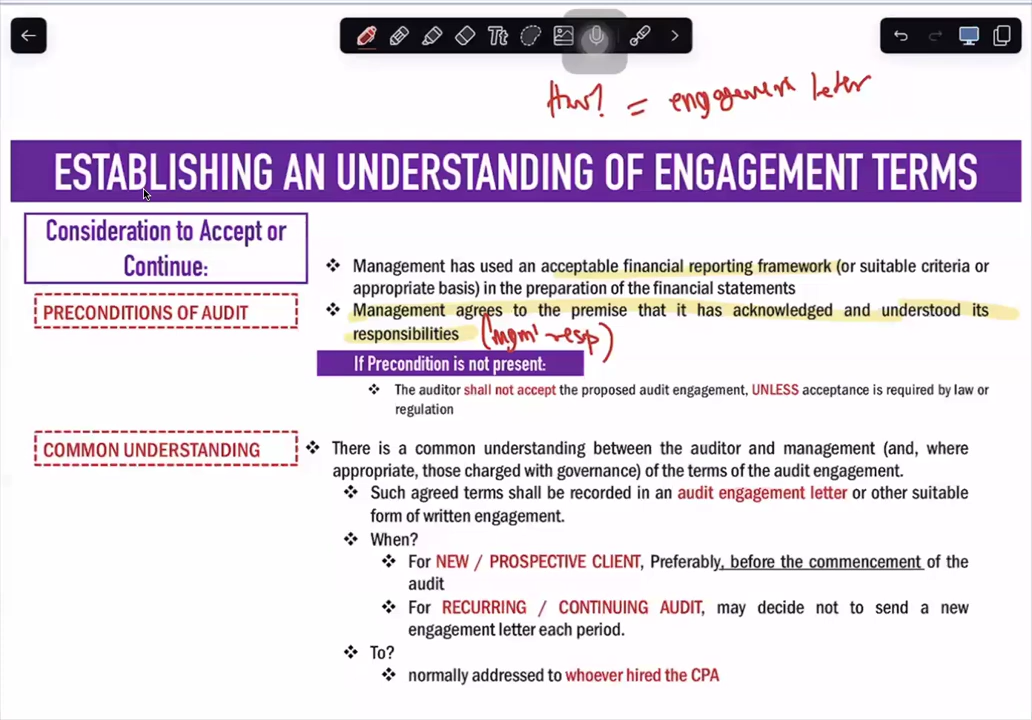 Tt
How? = engagement letter
ESTABLISHING AN UNDERSTANDING OF ENGAGEMENT TERMS
Consideration to Accept or
Continue:
❖ Management has used an acceptable financial reporting framework (or suitable criteria or
appropriate basis) in the preparation of the financial statements
PRECONDITIONS OF AUDIT
❖ Management agrees to the premise that it has acknowledged and understood its
responsibilities (mgmt resp)
If Precondition is not present:
❖ The auditor shall not accept the proposed audit engagement, UNLESS acceptance is required by law or
regulation
COMMON UNDERSTANDING
❖ There is a common understanding between the auditor and management (and, where
appropriate, those charged with governance) of the terms of the audit engagement.
❖ Such agreed terms shall be recorded in an audit engagement letter or other suitable
form of written engagement.
❖ When?
❖ For NEW / PROSPECTIVE CLIENT, Preferably, before the commencement of the
audit
❖ For RECURRING / CONTINUING AUDIT, may decide not to send a new
engagement letter each period.
❖ To?
❖ normally addressed to whoever hired the CPA